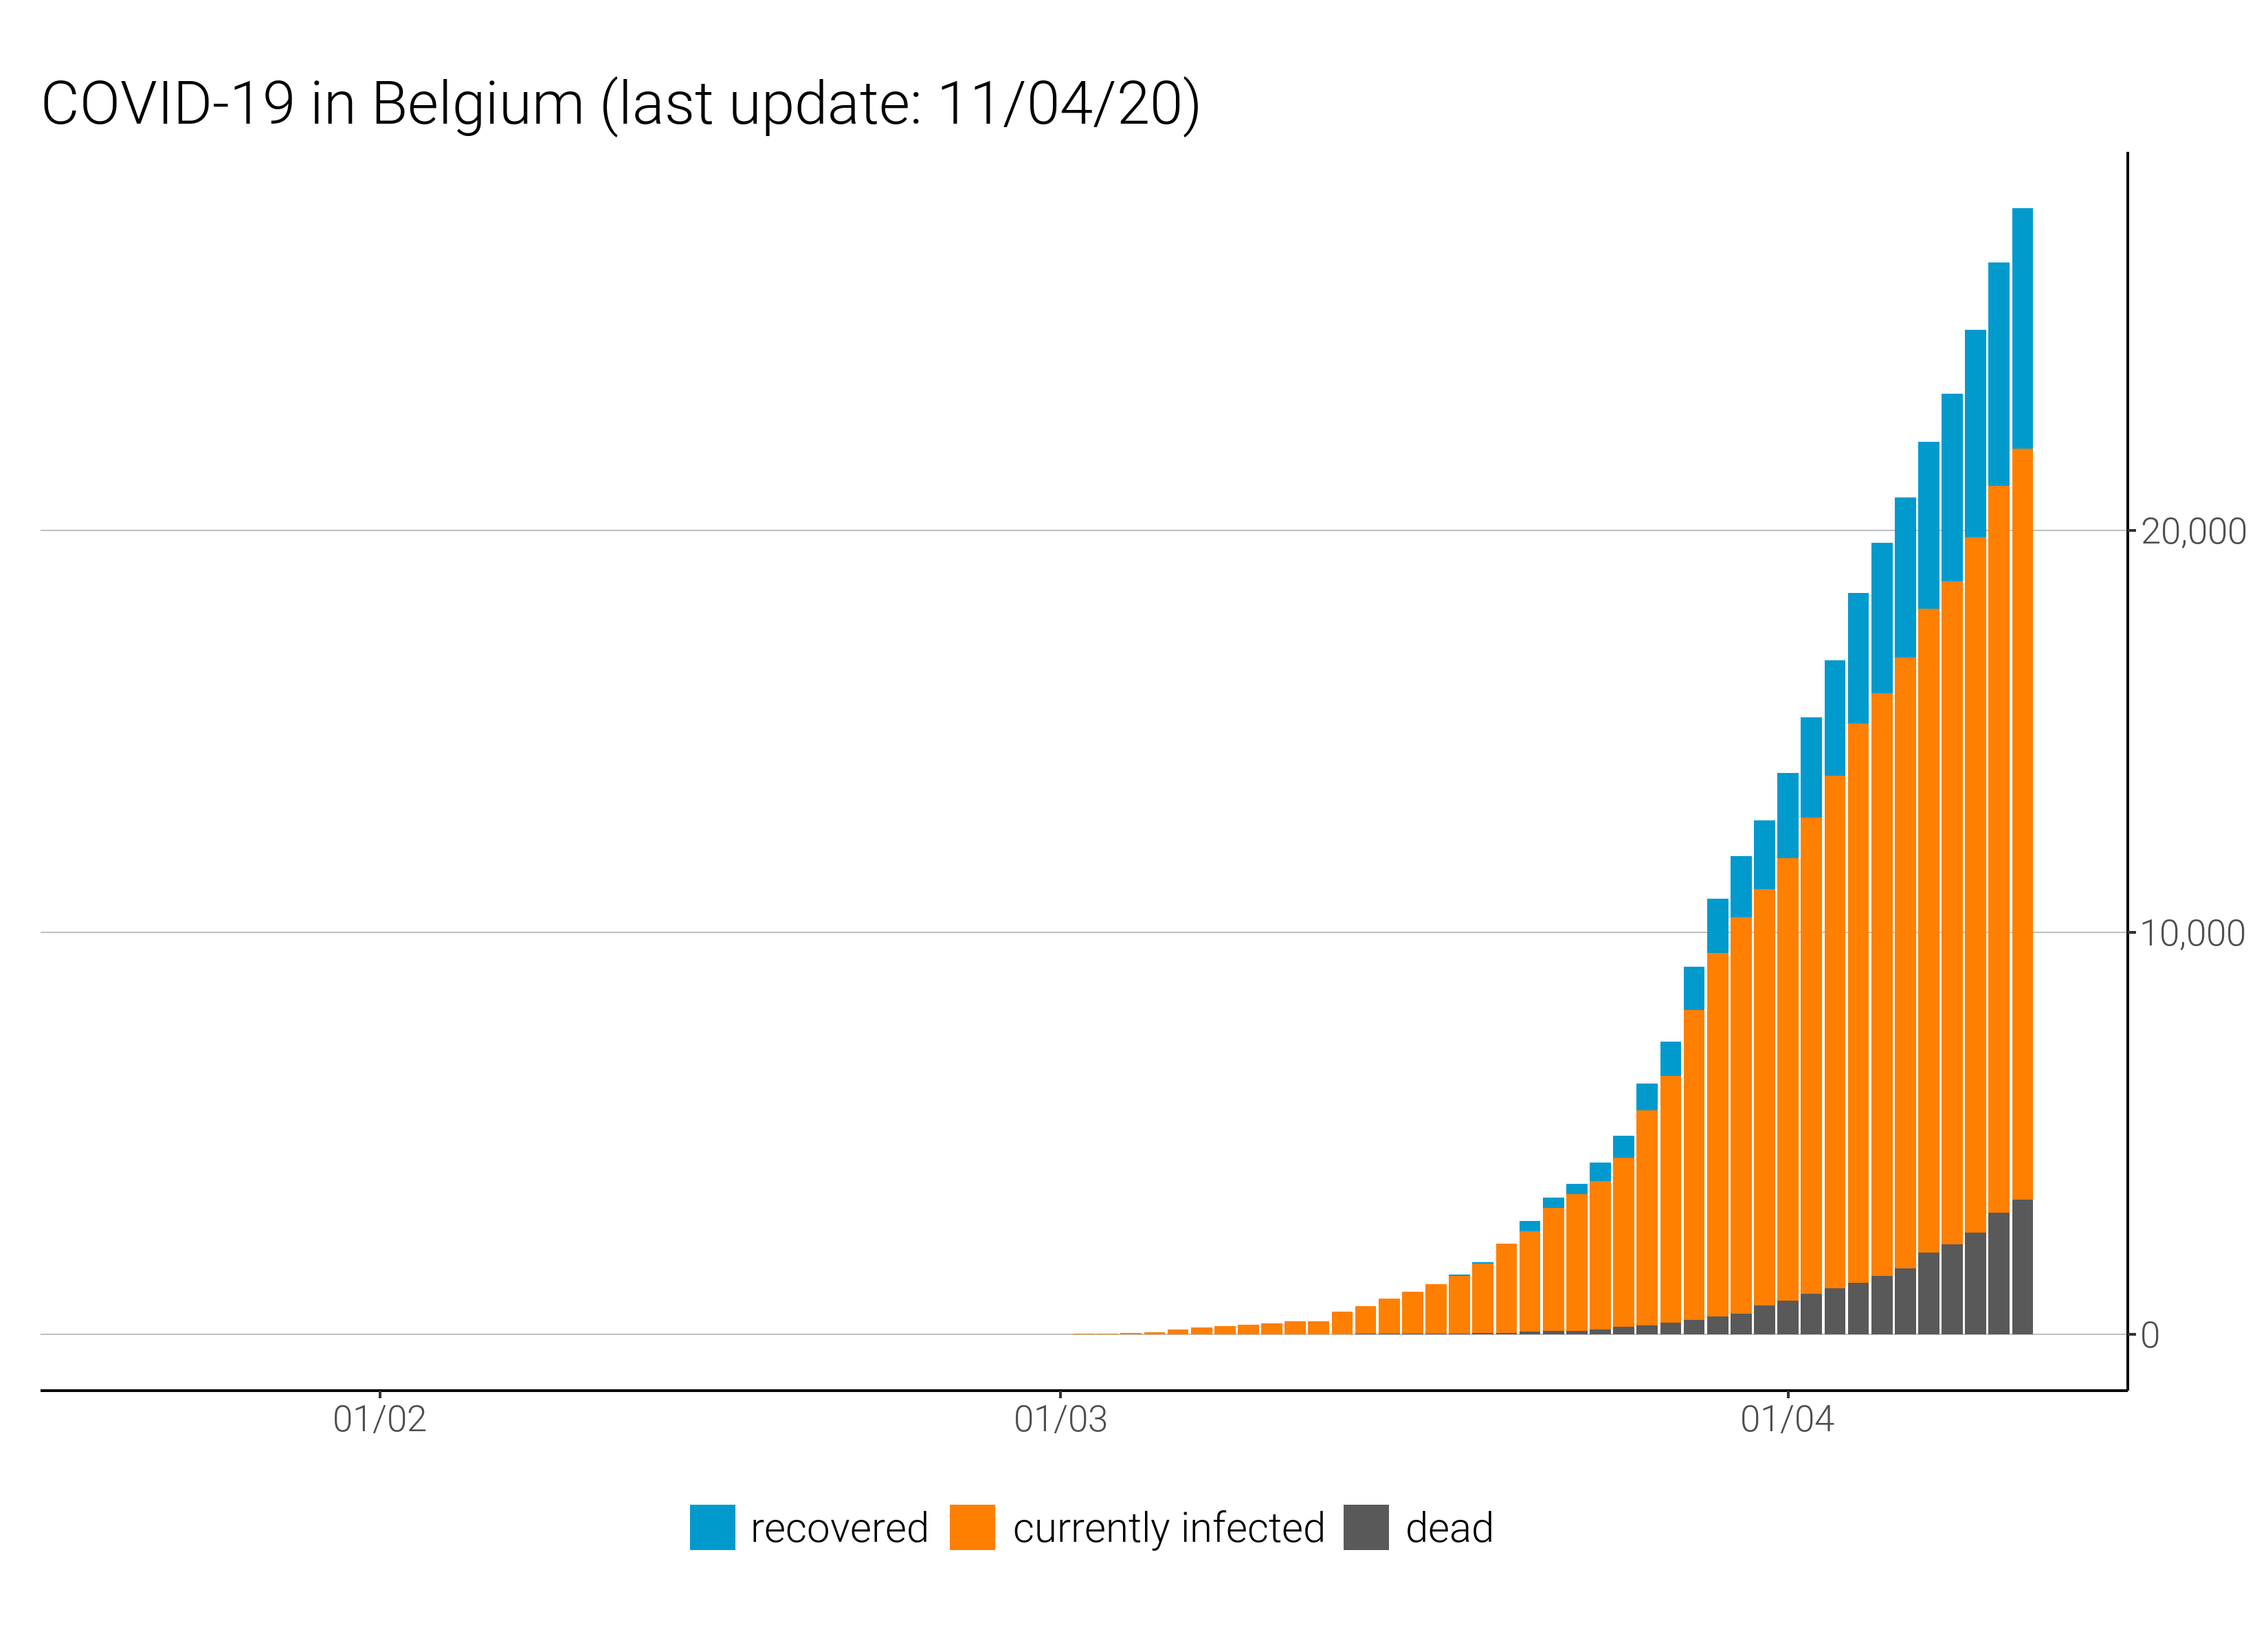 COVID-19 in Belgium (last update: 11/04/20)
20,000
10,000
0
01/02 01/03 01/04
recovered currently infected dead